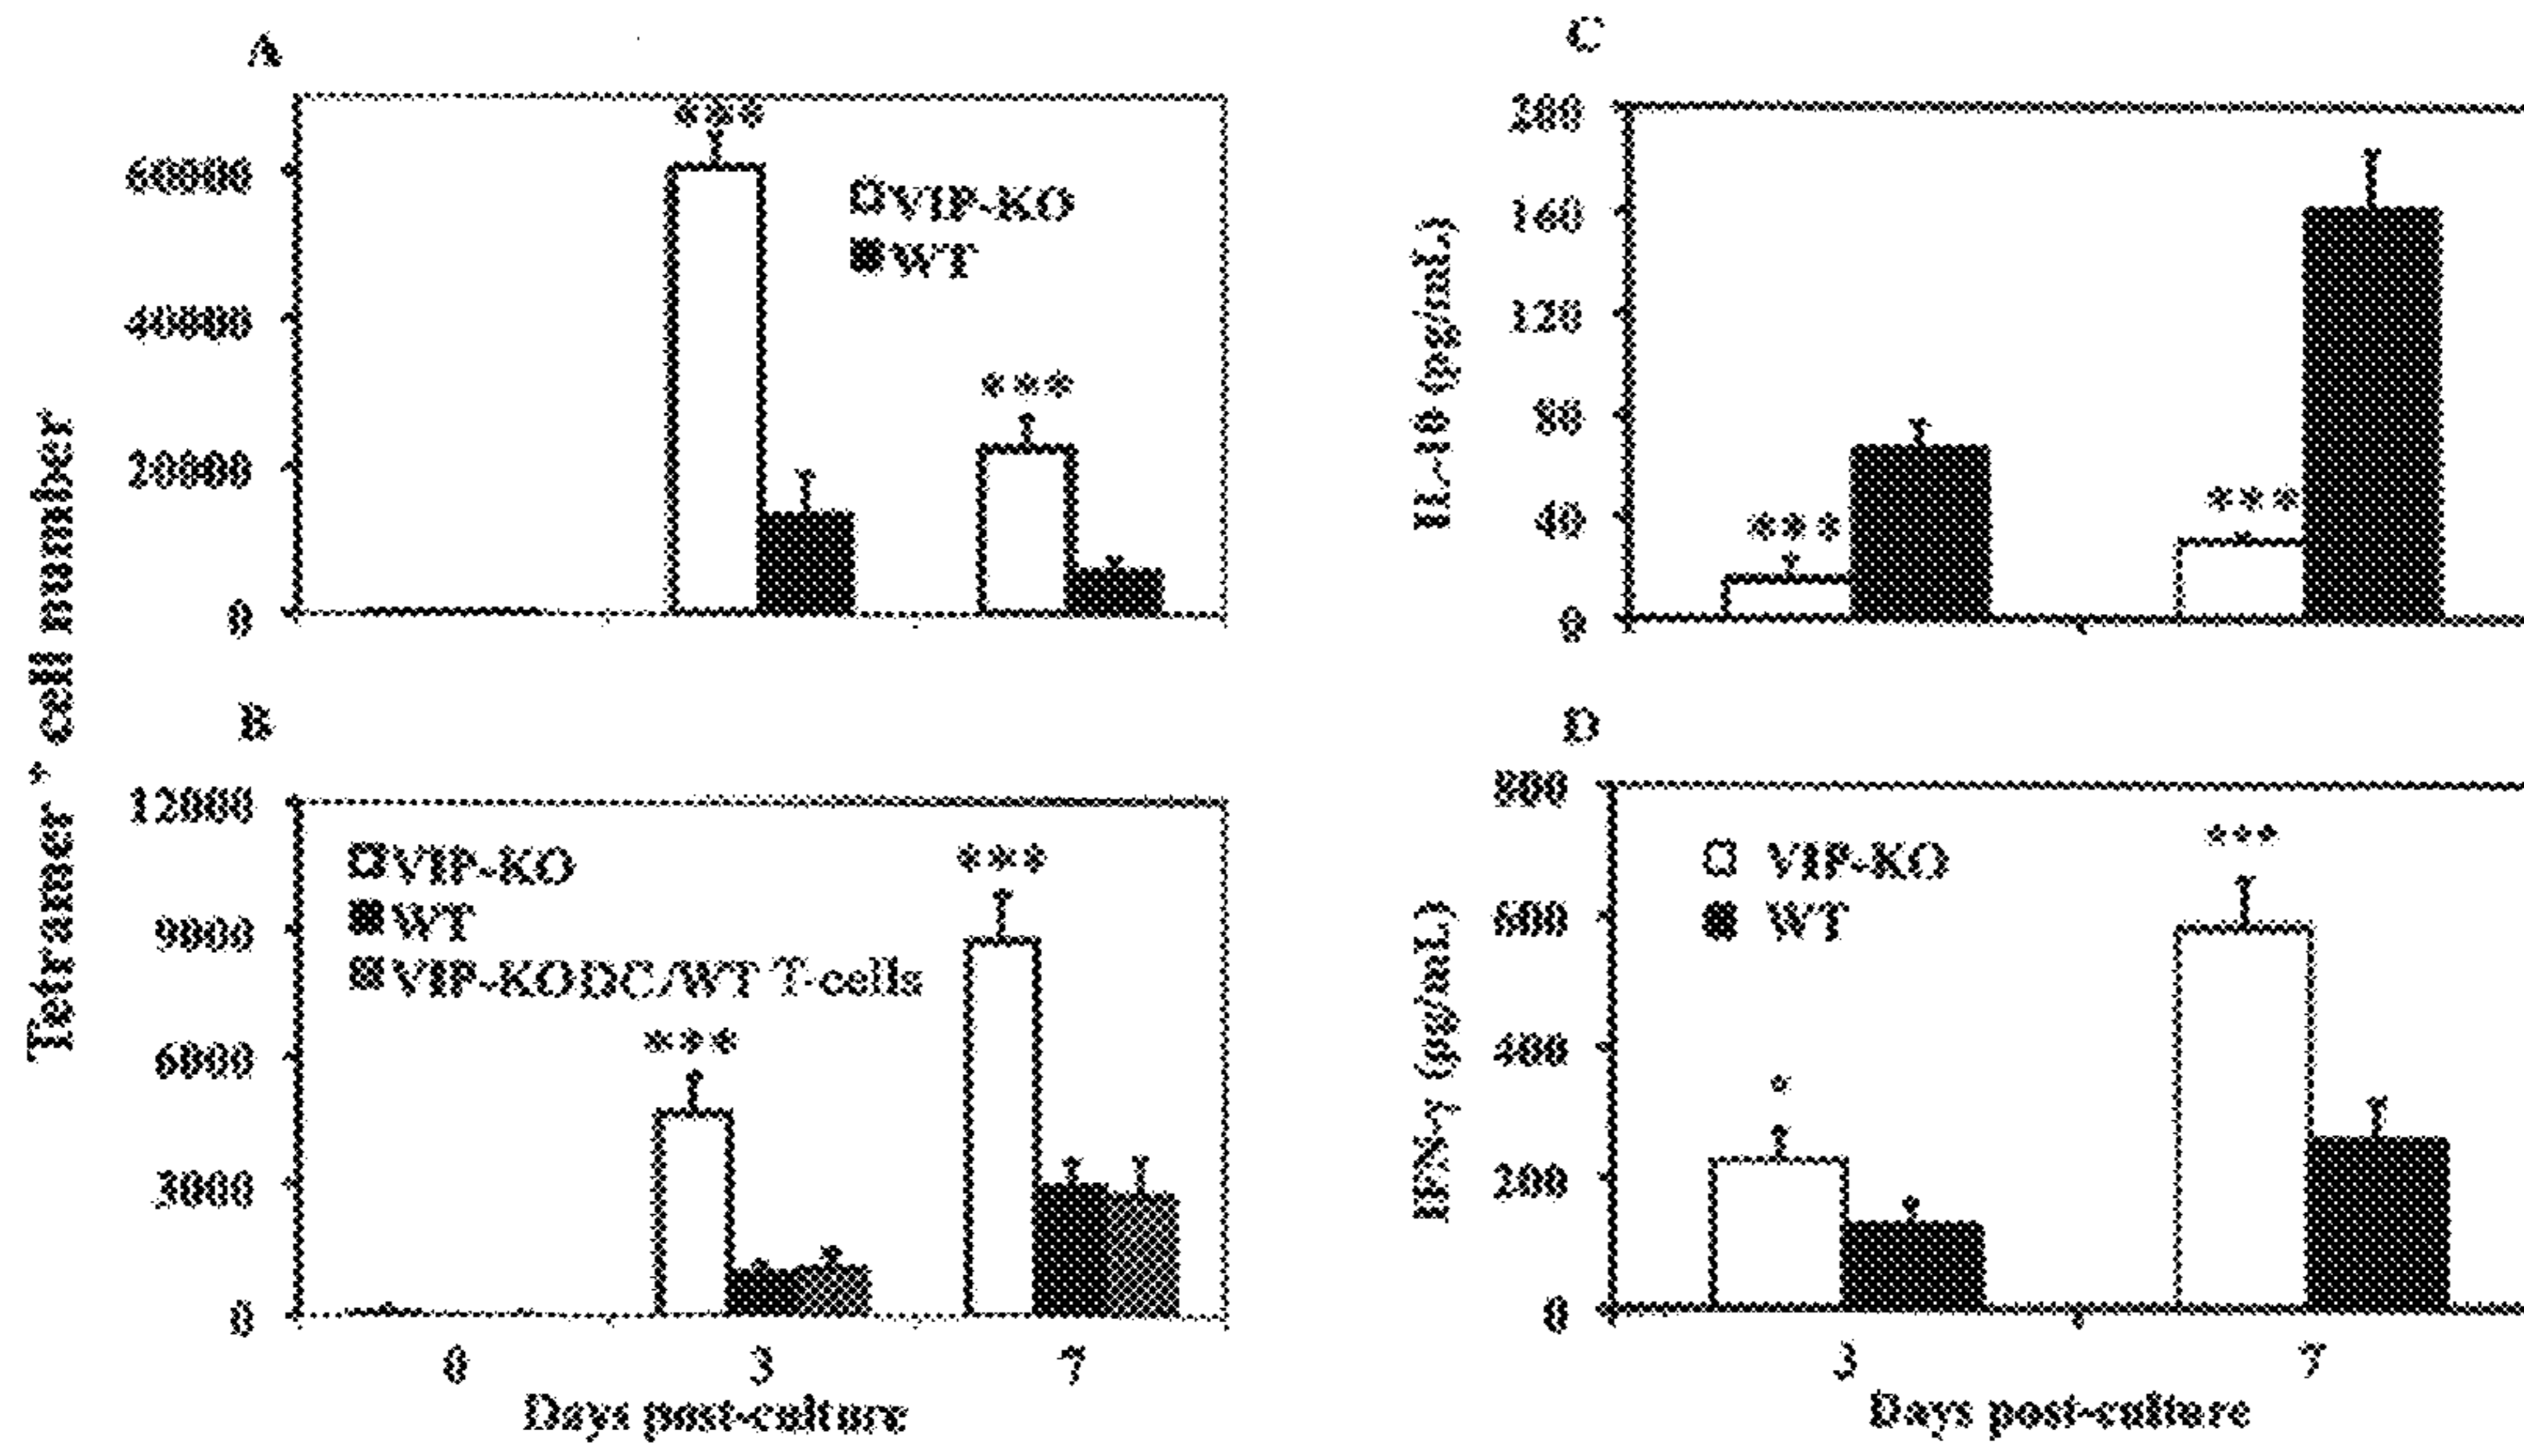 A
***
60000
40000
20000
0
VIP-KO
WT
***
Tetramer+ cell number
B
12000
9000
6000
3000
0
VIP-KO
WT
VIP-KODC/WT T-cells
***
***
0 3 7
Days post-culture
C
200
160
120
80
40
0
IL-10 (pg/mL)
***
***
D
800
600
400
200
0
IFN-γ (pg/mL)
VIP-KO
WT
*
***
3 7
Days post-culture